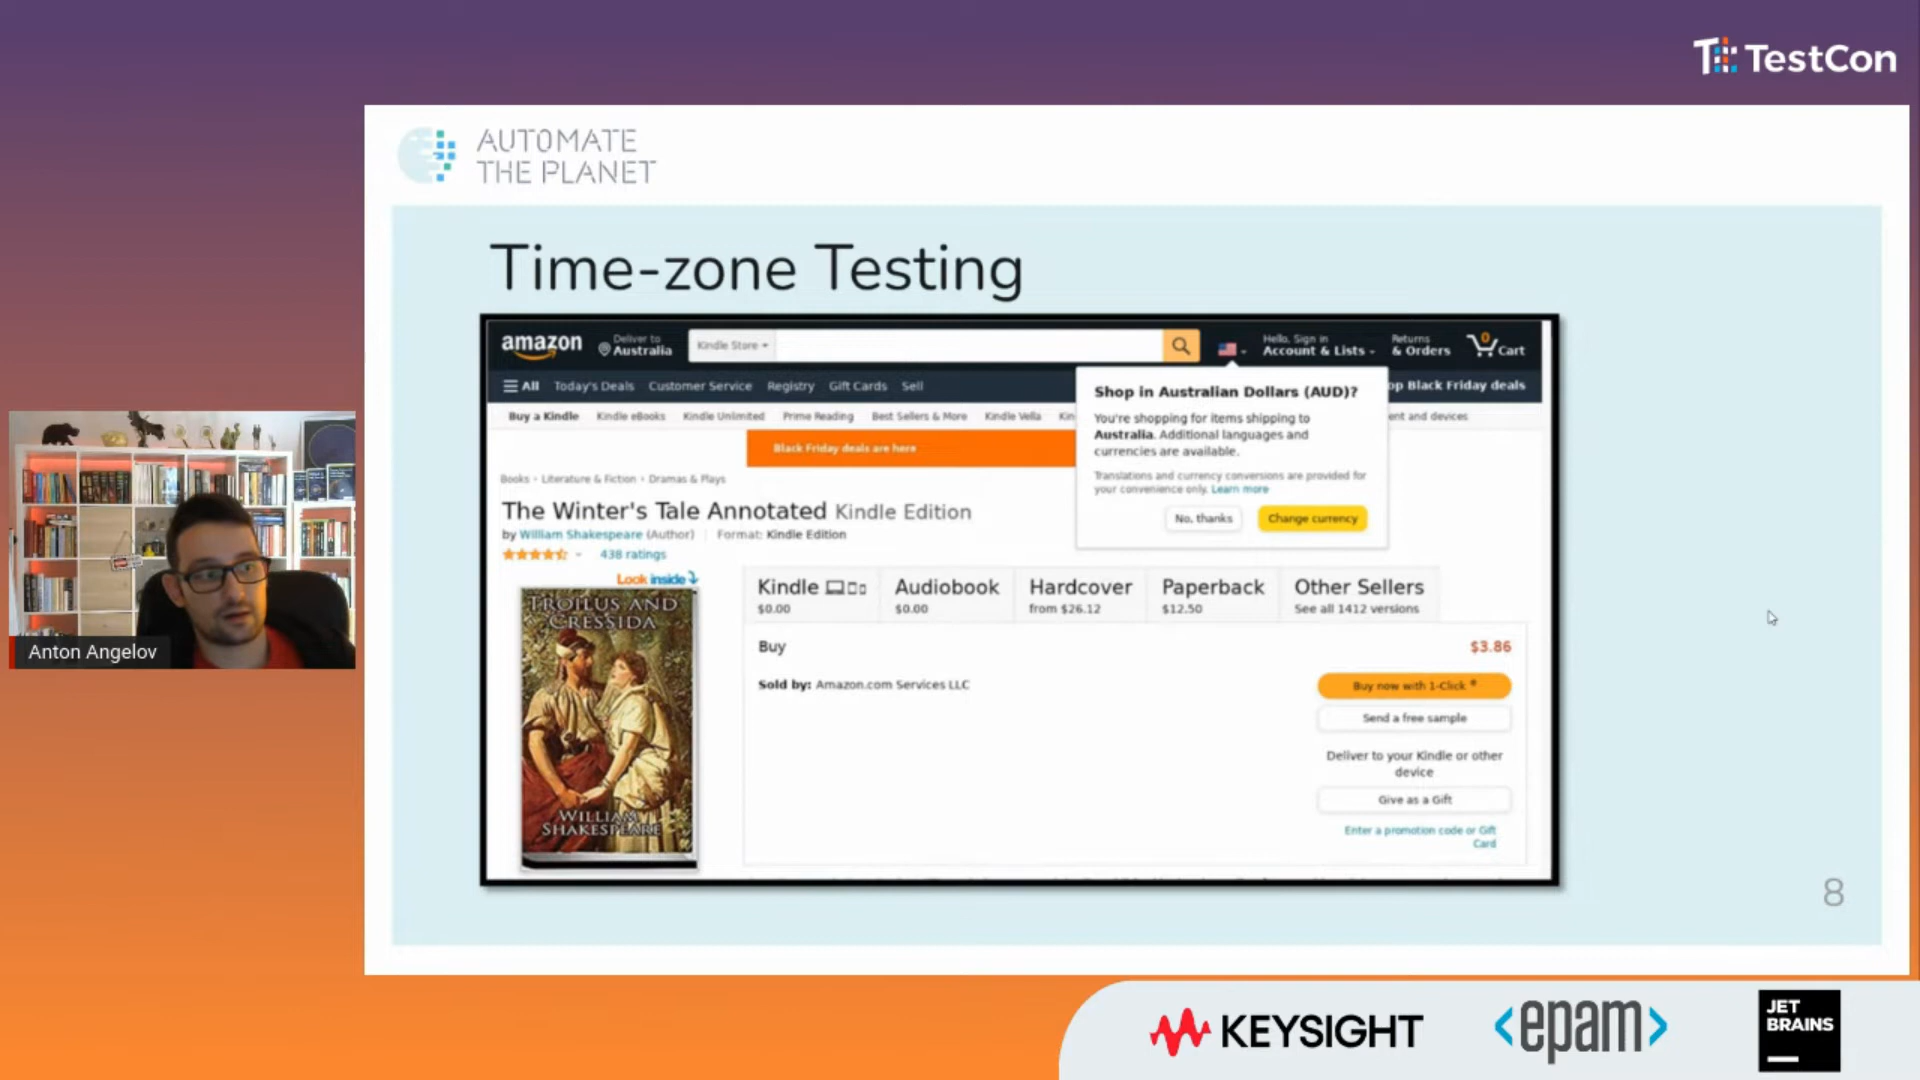 TestCon
AUTOMATE
THE PLANET
Time-zone Testing
amazon
Deliver to
Australia
Kindle Store
Hello, Sign in
Account & Lists
Returns
& Orders
0
Cart
All
Today's Deals
Customer Service
Registry
Gift Cards
Sell
op Black Friday deals
Buy a Kindle
Kindle eBooks
Kindle Unlimited
Prime Reading
Best Sellers & More
Kindle Vella
Kin
ent and devices
Shop in Australian Dollars (AUD)?
You're shopping for items shipping to
Australia. Additional languages and
currencies are available.
Translations and currency conversions are provided for
your convenience only. Learn more
No, thanks
Change currency
Black Friday deals are here
Books › Literature & Fiction › Dramas & Plays
The Winter's Tale Annotated Kindle Edition
by William Shakespeare (Author)
Format: Kindle Edition
438 ratings
Look inside
TROILUS AND
CRESSIDA
WILLIAM
SHAKESPEARE
Kindle
$0.00
Audiobook
$0.00
Hardcover
from $26.12
Paperback
$12.50
Other Sellers
See all 1412 versions
Buy
$3.86
Sold by: Amazon.com Services LLC
Buy now with 1-Click ®
Send a free sample
Deliver to your Kindle or other
device
Give as a Gift
Enter a promotion code or Gift
Card
8
Anton Angelov
KEYSIGHT
<epam>
JET
BRAINS